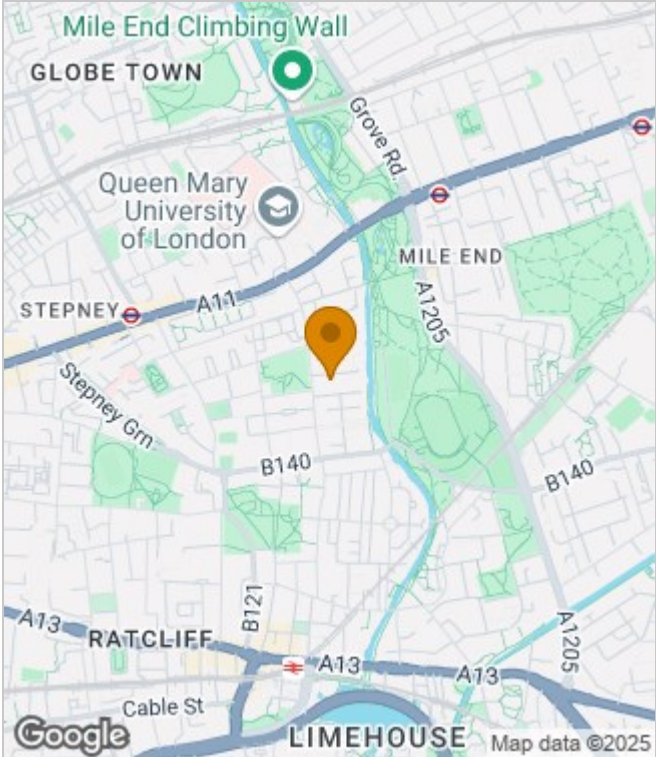 Mile End Climbing Wall
GLOBE TOWN
Grove Rd
Queen Mary
University
of London
MILE END
STEPNEY
A11
A1205
Stepney Grn
B140
B140
B121
A13
RATCLIFF
A13
A13
A1205
Cable St
LIMEHOUSE
Google
Map data ©2025